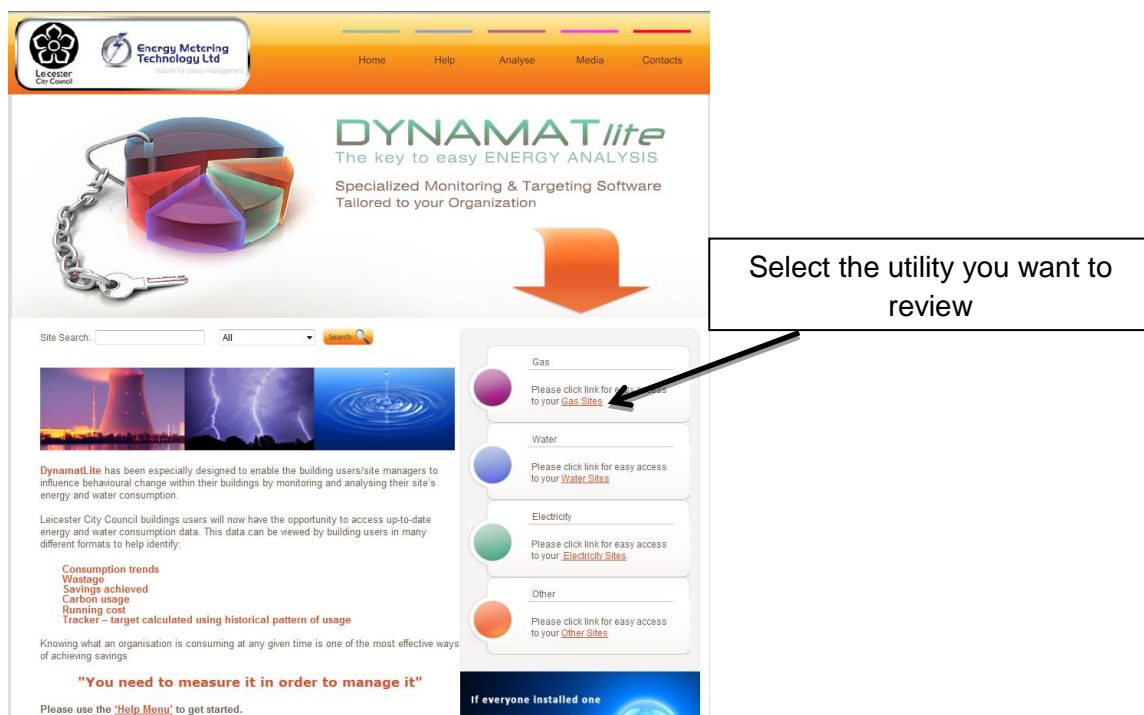 Leicester
City Council
Energy Metering
Technology Ltd
Visibility for utilities management
Home Help Analyse Media Contacts
DYNAMATlite
The key to easy ENERGY ANALYSIS
Specialized Monitoring & Targeting Software
Tailored to your Organization
Select the utility you want to
review
Site Search: All Search
Gas
Please click link for easy access
to your Gas Sites
Water
Please click link for easy access
to your Water Sites
Electricity
Please click link for easy access
to your Electricity Sites
Other
Please click link for easy access
to your Other Sites
DynamatLite has been especially designed to enable the building users/site managers to
influence behavioural change within their buildings by monitoring and analysing their site's
energy and water consumption.
Leicester City Council buildings users will now have the opportunity to access up-to-date
energy and water consumption data. This data can be viewed by building users in many
different formats to help identify:
Consumption trends
Wastage
Savings achieved
Carbon usage
Running cost
Tracker – target calculated using historical pattern of usage
Knowing what an organisation is consuming at any given time is one of the most effective ways
of achieving savings
"You need to measure it in order to manage it"
Please use the 'Help Menu' to get started.
If everyone installed one